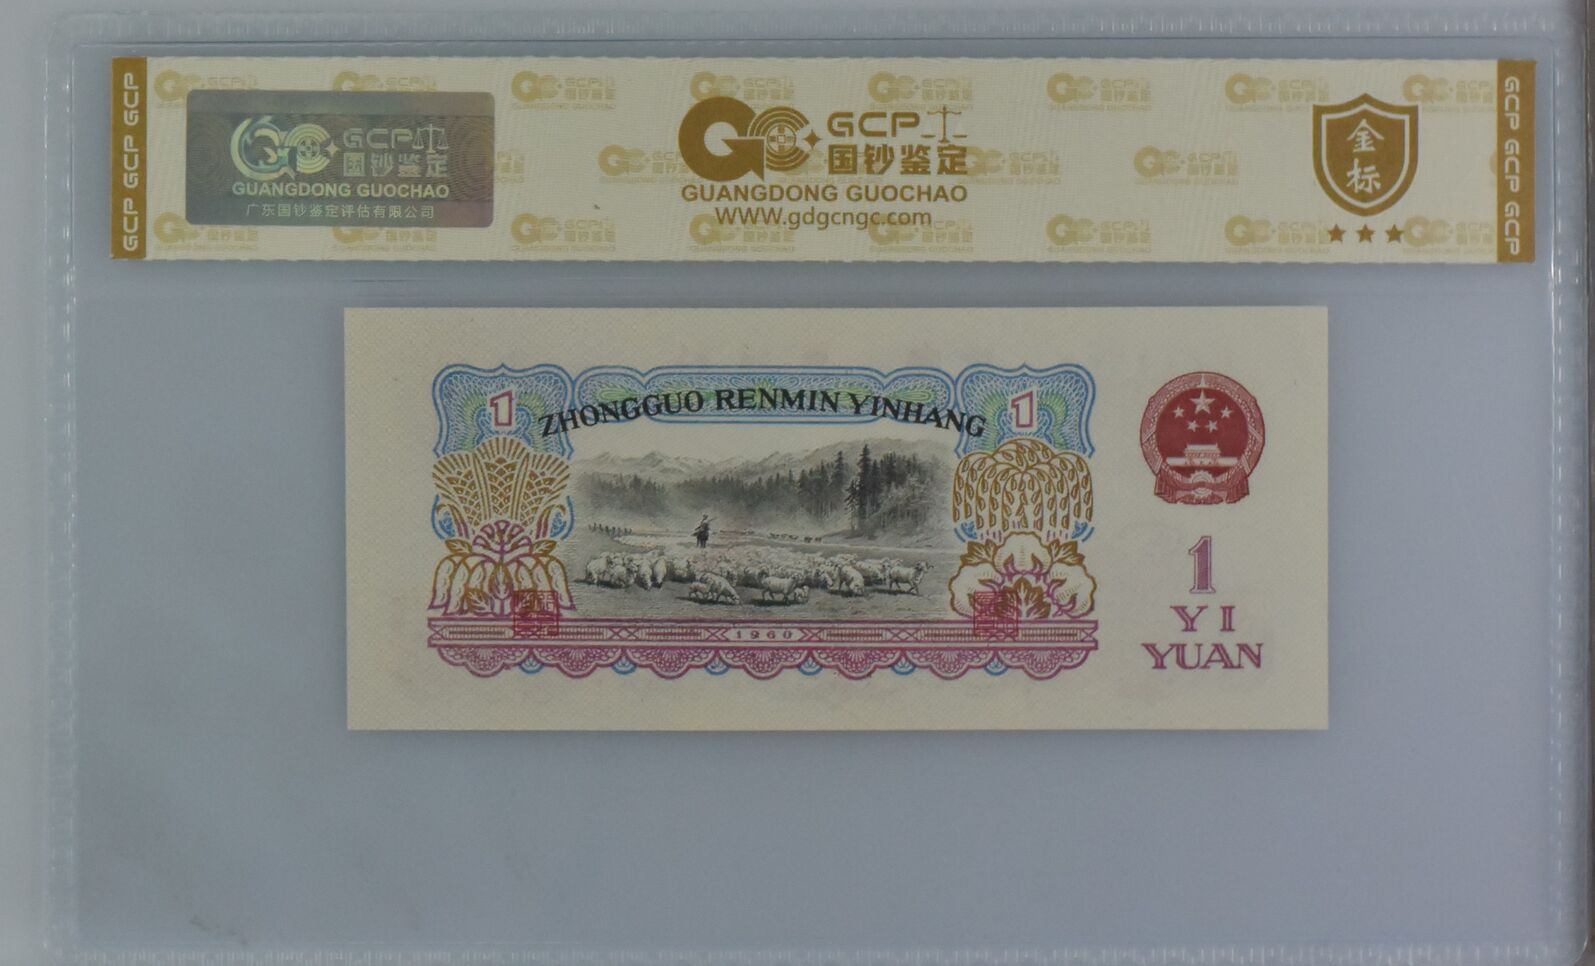 GCP GCP GCP
GCP
国钞鉴定
GUANGDONG GUOCHAO
广东国钞鉴定评估有限公司
GCP
国钞鉴定
GUANGDONG GUOCHAO
WWW.gdgcngc.com
金
标
GCP GCP GCP
1
ZHONGGUO RENMIN YINHANG
1
1960
1
YI
YUAN